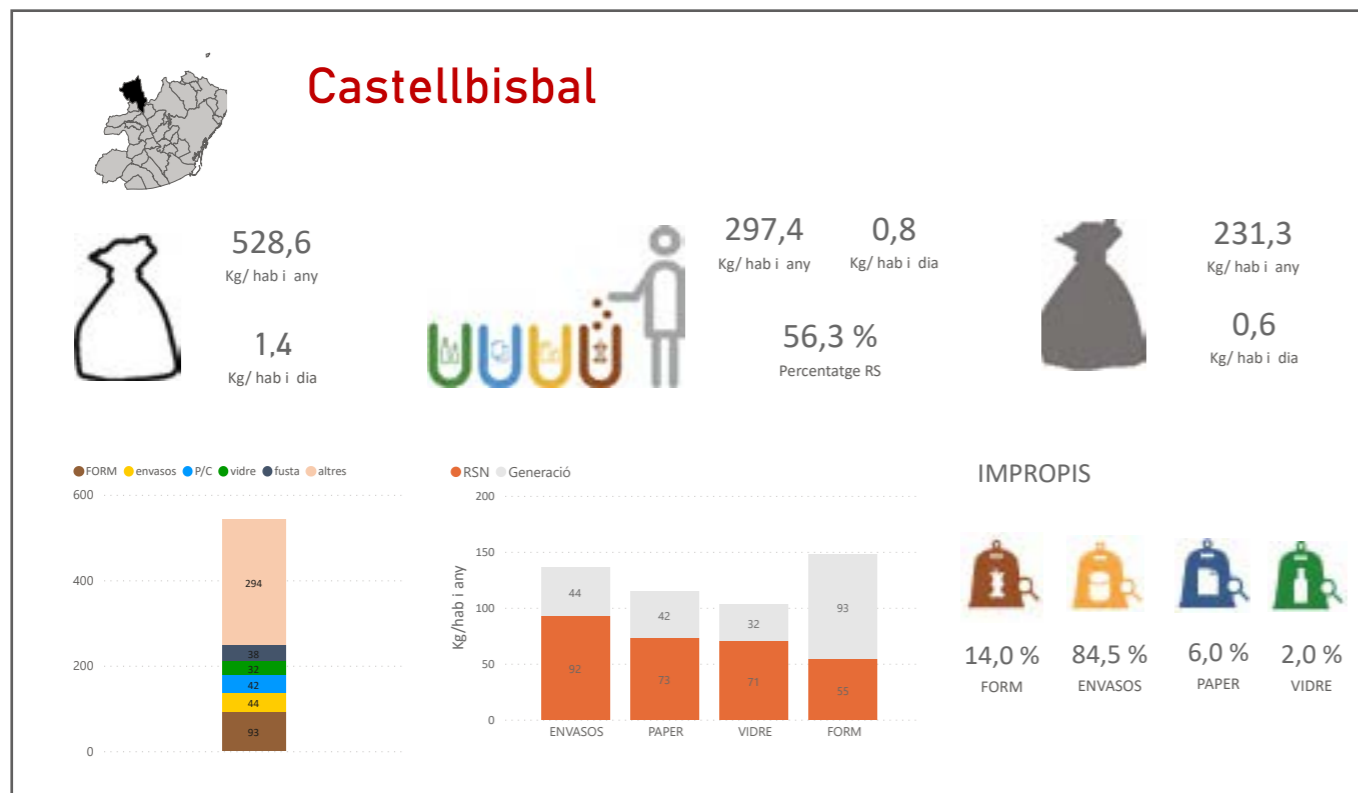 Castellbisbal
528,6
Kg/ hab i any
1,4
Kg/ hab i dia
297,4 0,8
Kg/ hab i any Kg/ hab i dia
56,3 %
Percentatge RS
231,3
Kg/ hab i any
0,6
Kg/ hab i dia
FORM envasos P/C vidre fusta altres
600
400
200
0
294
38
32
42
44
93
RSN Generació
Kg/hab i any
200
150
100
50
0
44 42 32 93
92 73 71 55
ENVASOS PAPER VIDRE FORM
IMPROPIS
14,0 % 84,5 % 6,0 % 2,0 %
FORM ENVASOS PAPER VIDRE